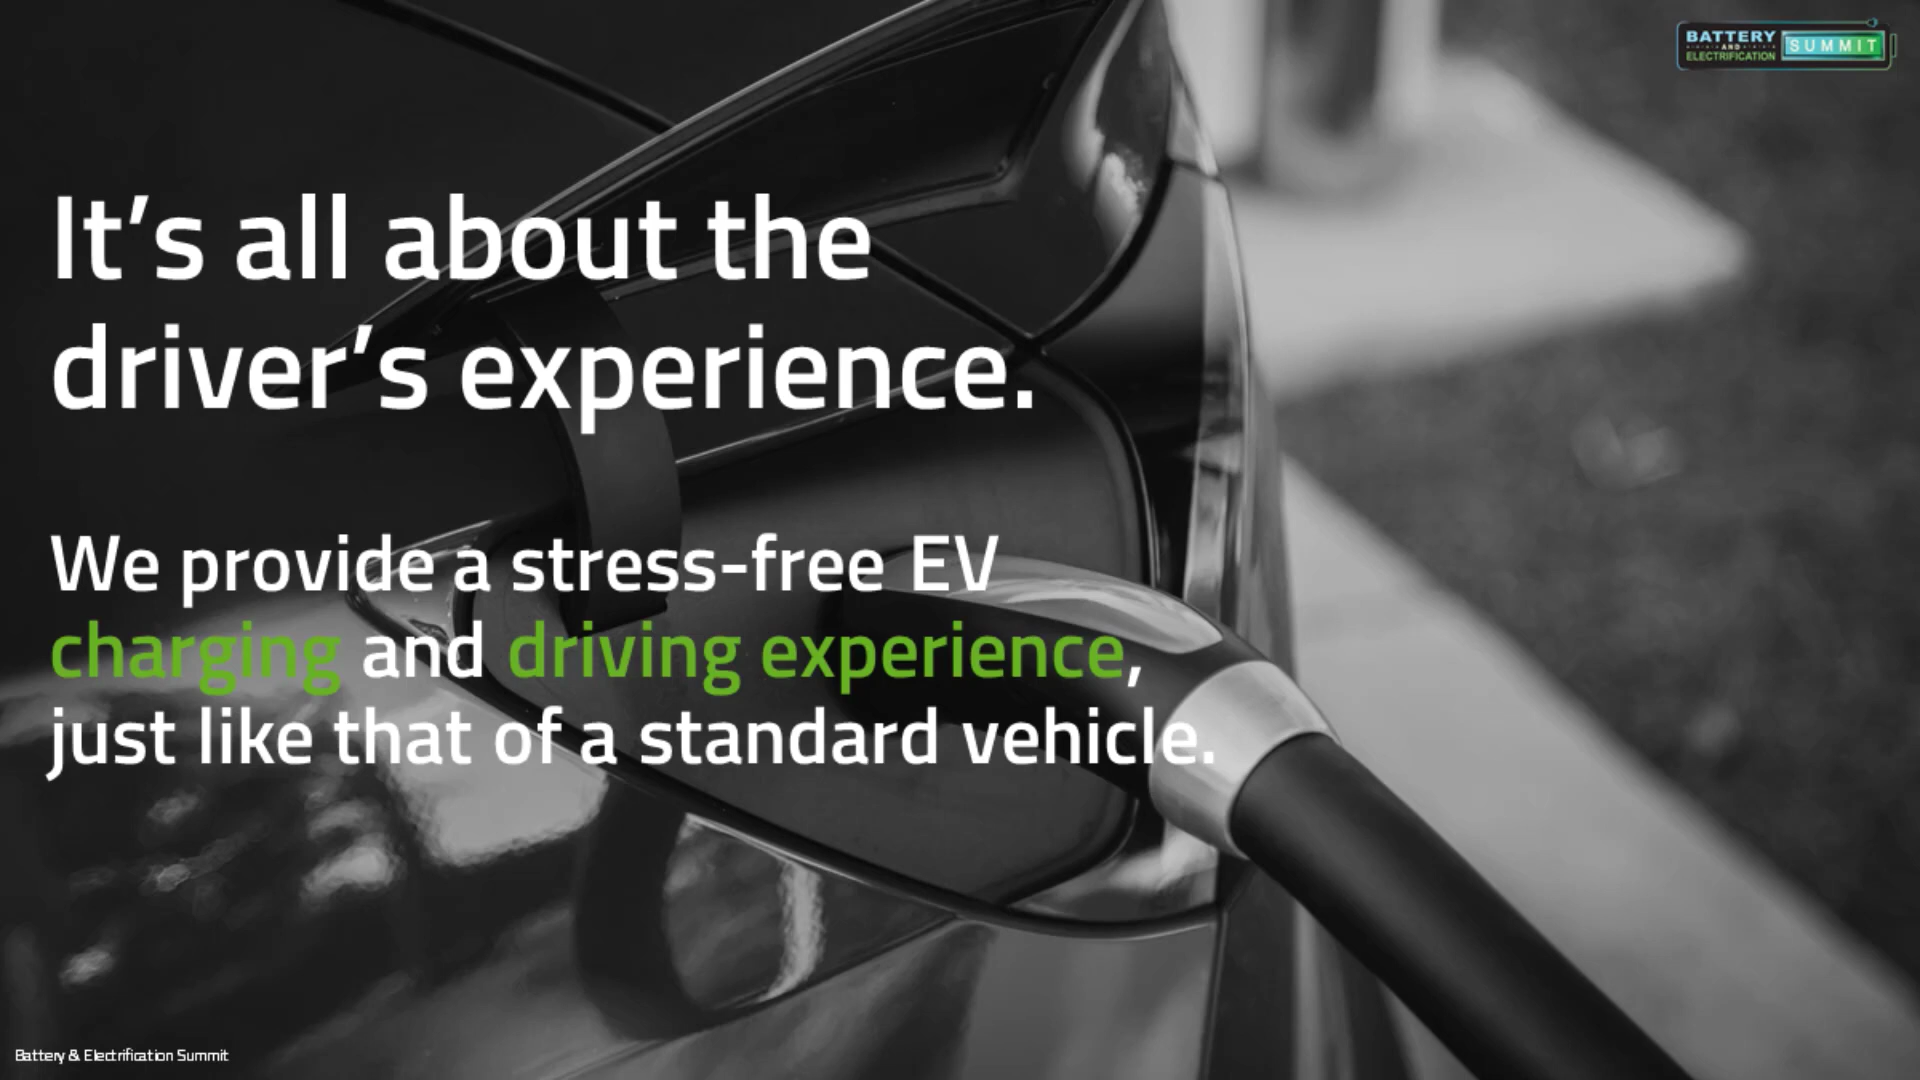 BATTERY
AND
ELECTRIFICATION
SUMMIT
It’s all about the
driver’s experience.
We provide a stress-free EV
charging and driving experience,
just like that of a standard vehicle.
Battery & Electrification Summit